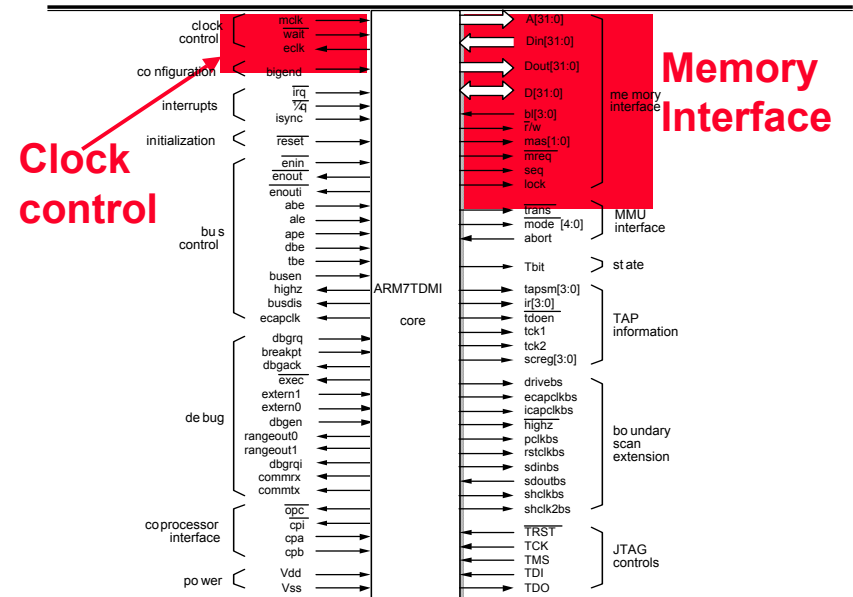 clock
control
mclk
wait
eclk
configuration
bigend
interrupts
irq
¼q
isync
initialization
reset
Clock
control
bus
control
enin
enout
enouti
abe
ale
ape
dbe
tbe
busen
highz
busdis
ecapclk
debug
dbgrq
breakpt
dbgack
exec
extern1
extern0
dbgen
rangeout0
rangeout1
dbgrqi
commrx
commtx
coprocessor
interface
opc
cpi
cpa
cpb
power
Vdd
Vss
ARM7TDMI
core
A[31:0]
Din[31:0]
Dout[31:0]
D[31:0]
bl[3:0]
r/w
mas[1:0]
mreq
seq
lock
memory
interface
Memory
Interface
trans
mode [4:0]
abort
MMU
interface
Tbit
state
tapsm[3:0]
ir[3:0]
tdoen
tck1
tck2
screg[3:0]
TAP
information
drivebs
ecapclkbs
icapclkbs
highz
pclkbs
rstclkbs
sdinbs
sdoutbs
shclkbs
shclk2bs
boundary
scan
extension
TRST
TCK
TMS
TDI
TDO
JTAG
controls